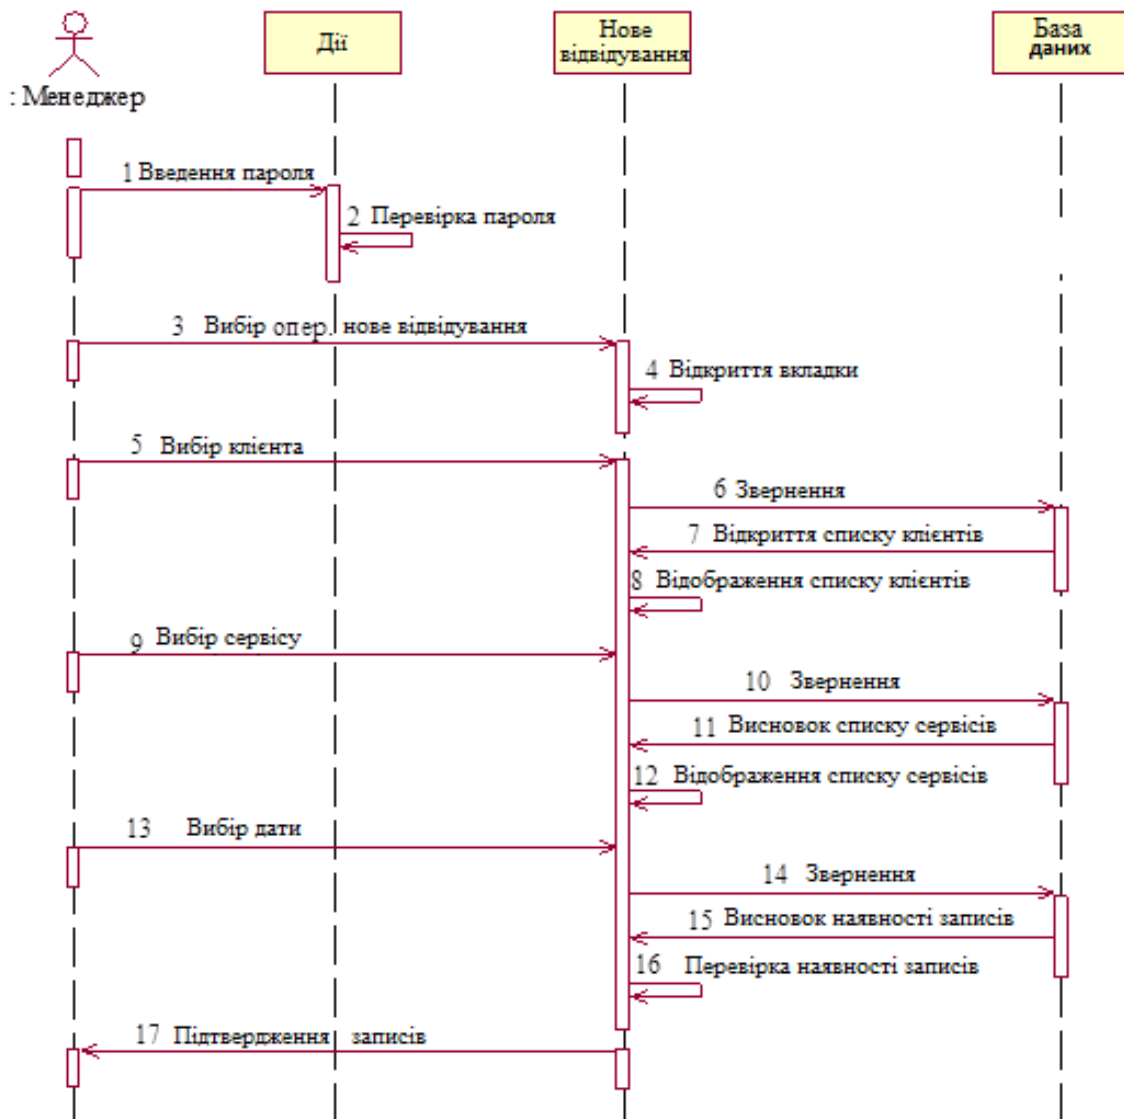 : Менеджер
Дії
Нове
відвідування
База
даних
1 Введення пароля
2 Перевірка пароля
3 Вибір опер. нове відвідування
4 Відкриття вкладки
5 Вибір клієнта
6 Звернення
7 Відкриття списку клієнтів
8 Відображення списку клієнтів
9 Вибір сервісу
10 Звернення
11 Висновок списку сервісів
12 Відображення списку сервісів
13 Вибір дати
14 Звернення
15 Висновок наявності записів
16 Перевірка наявності записів
17 Підтвердження записів